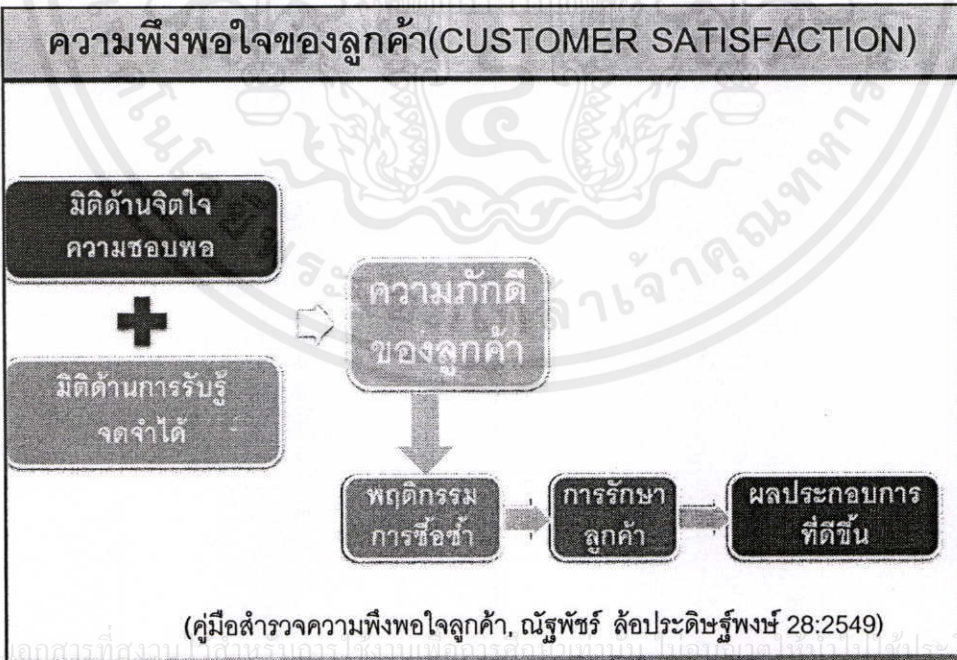 ความพึงพอใจของลูกค้า(CUSTOMER SATISFACTION)
มิติด้านจิตใจ
ความชอบพอ
มิติด้านการรับรู้
จดจำได้
ความภักดี
ของลูกค้า
พฤติกรรม
การซื้อซ้ำ
การรักษา
ลูกค้า
ผลประกอบการ
ที่ดีขึ้น
(คู่มือสำรวจความพึงพอใจลูกค้า, ณัฐพัชร์ ล้อประดิษฐ์พงษ์ 28:2549)